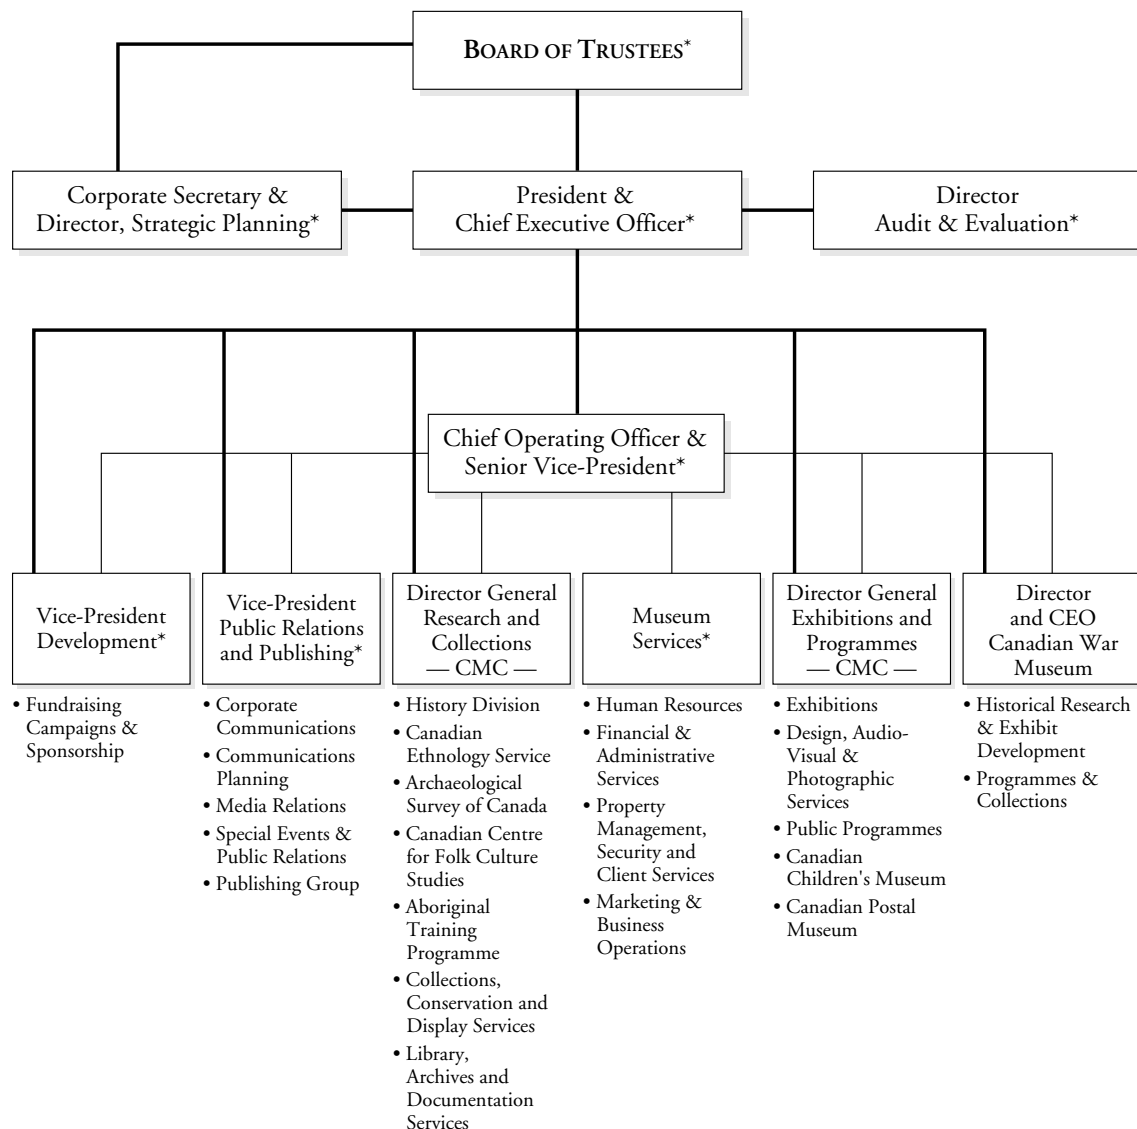 BOARD OF TRUSTEES*
Corporate Secretary &
Director, Strategic Planning*
President &
Chief Executive Officer*
Director
Audit & Evaluation*
Chief Operating Officer &
Senior Vice-President*
Vice-President
Development*
• Fundraising
Campaigns &
Sponsorship
Vice-President
Public Relations
and Publishing*
• Corporate
Communications
• Communications
Planning
• Media Relations
• Special Events &
Public Relations
• Publishing Group
Director General
Research and
Collections
— CMC —
• History Division
• Canadian
Ethnology Service
• Archaeological
Survey of Canada
• Canadian Centre
for Folk Culture
Studies
• Aboriginal
Training
Programme
• Collections,
Conservation and
Display Services
• Library,
Archives and
Documentation
Services
Museum
Services*
• Human Resources
• Financial &
Administrative
Services
• Property
Management,
Security and
Client Services
• Marketing &
Business
Operations
Director General
Exhibitions and
Programmes
— CMC —
• Exhibitions
• Design, Audio-
Visual &
Photographic
Services
• Public Programmes
• Canadian
Children's Museum
• Canadian Postal
Museum
Director
and CEO
Canadian War
Museum
• Historical Research
& Exhibit
Development
• Programmes &
Collections